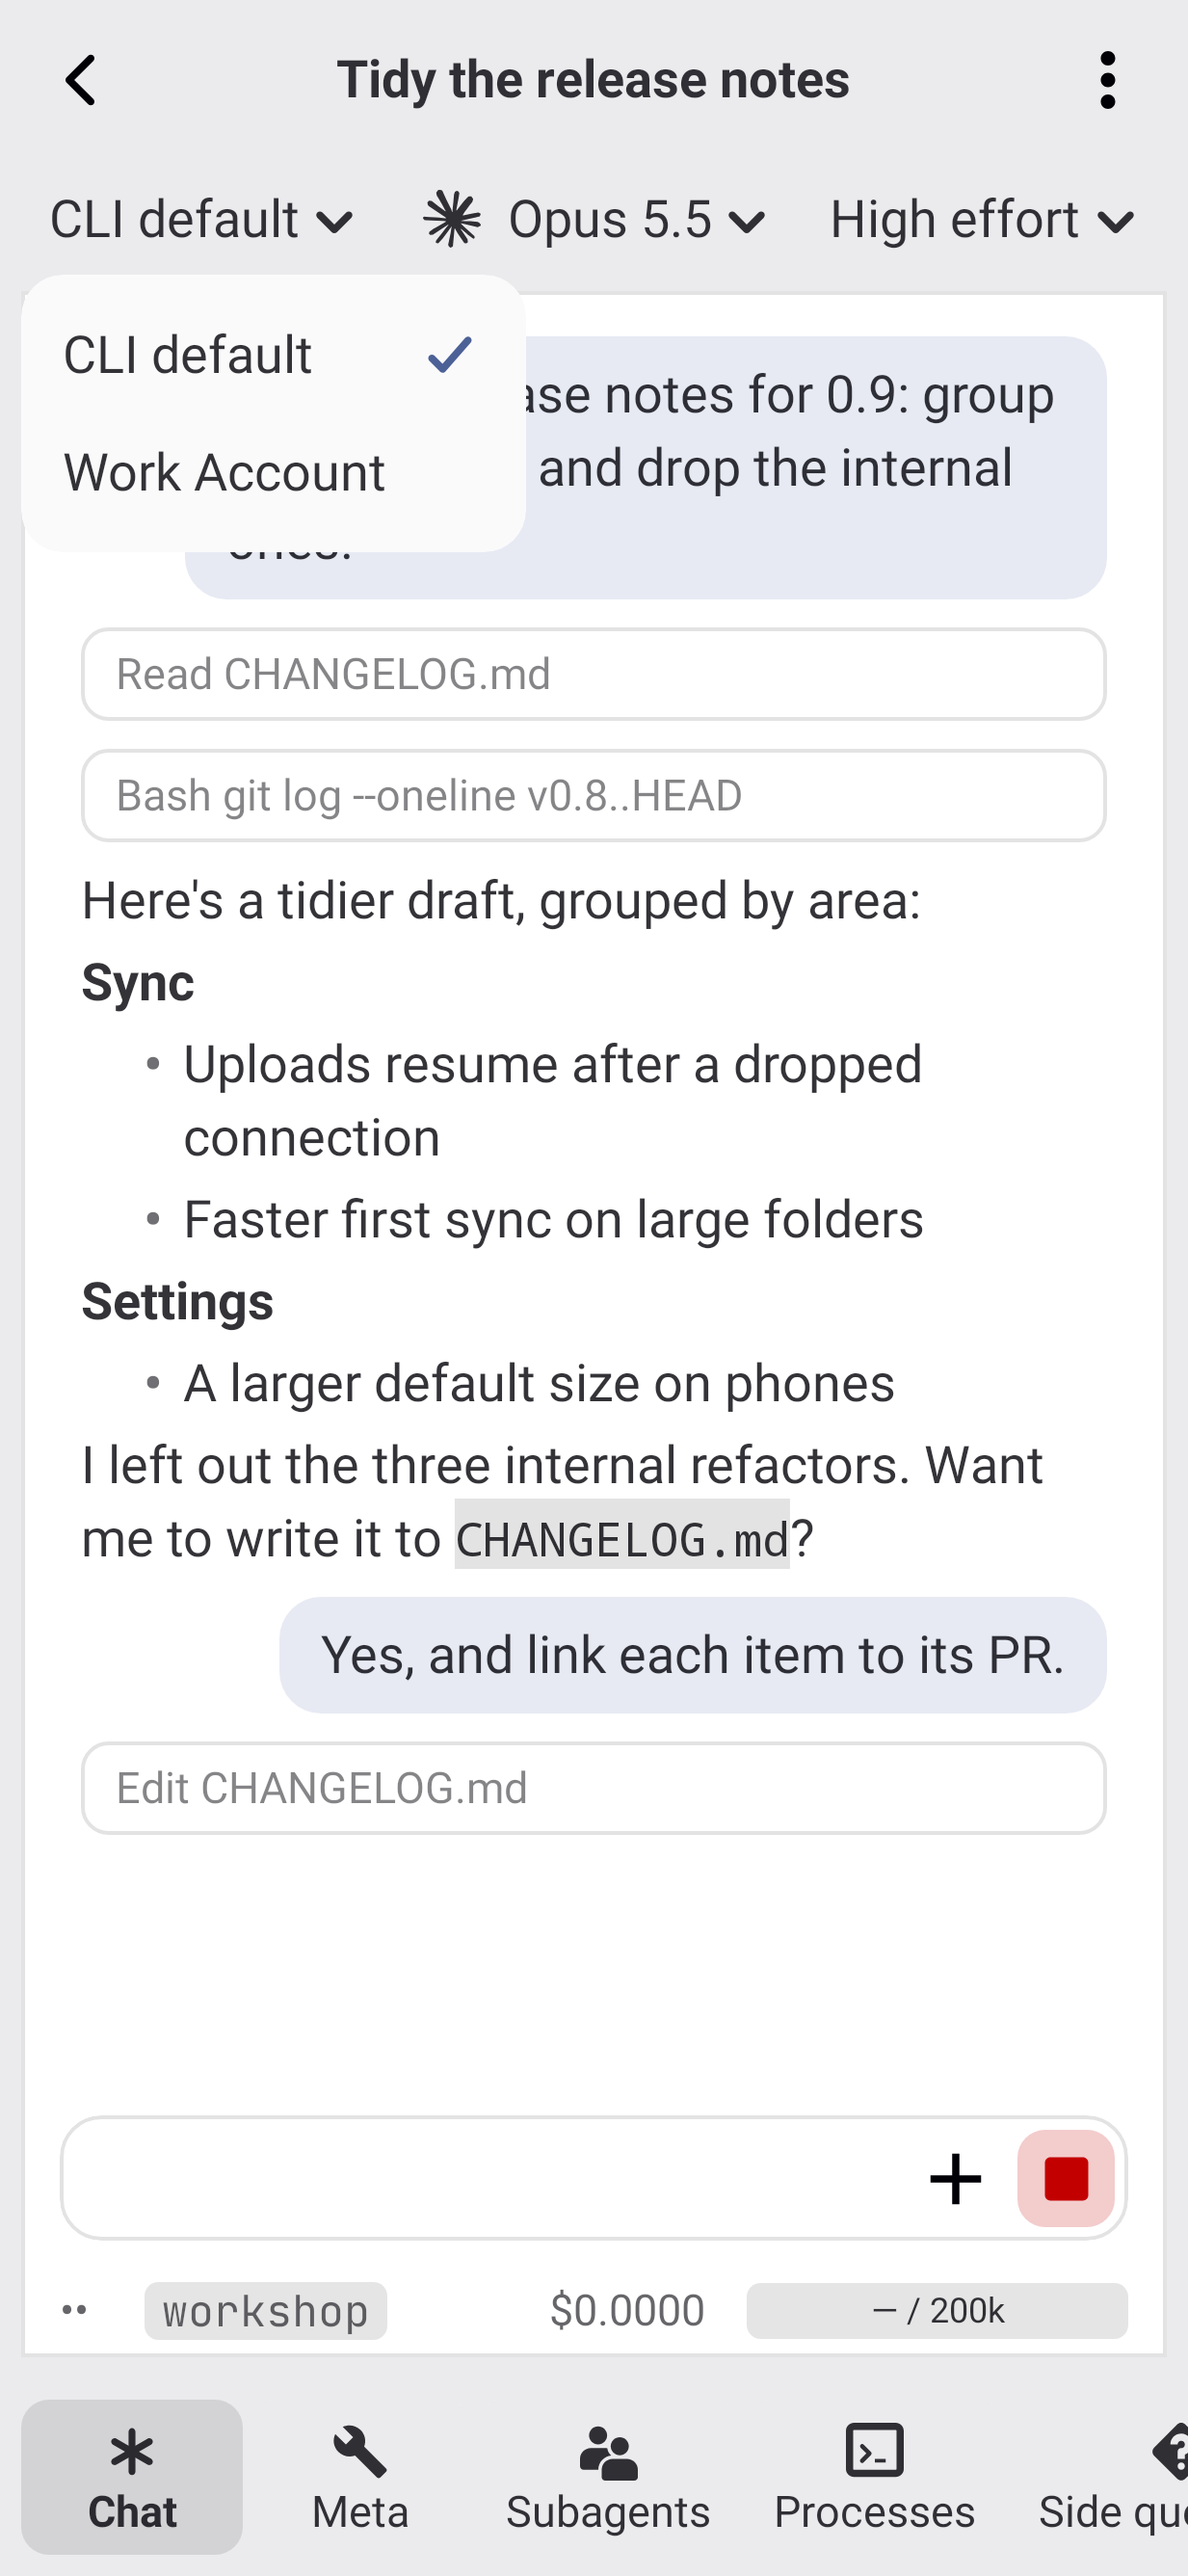 Tidy the release notes
CLI default
Opus 5.5
High effort
CLI default
Work Account
notes for 0.9: group
and drop the internal
Read CHANGELOG.md
Bash git log --oneline v0.8..HEAD
Here's a tidier draft, grouped by area:
Sync
• Uploads resume after a dropped
connection
• Faster first sync on large folders
Settings
• A larger default size on phones
I left out the three internal refactors. Want
me to write it to CHANGELOG.md?
Yes, and link each item to its PR.
Edit CHANGELOG.md
workshop
$0.0000
– / 200k
Chat
Meta
Subagents
Processes
Side